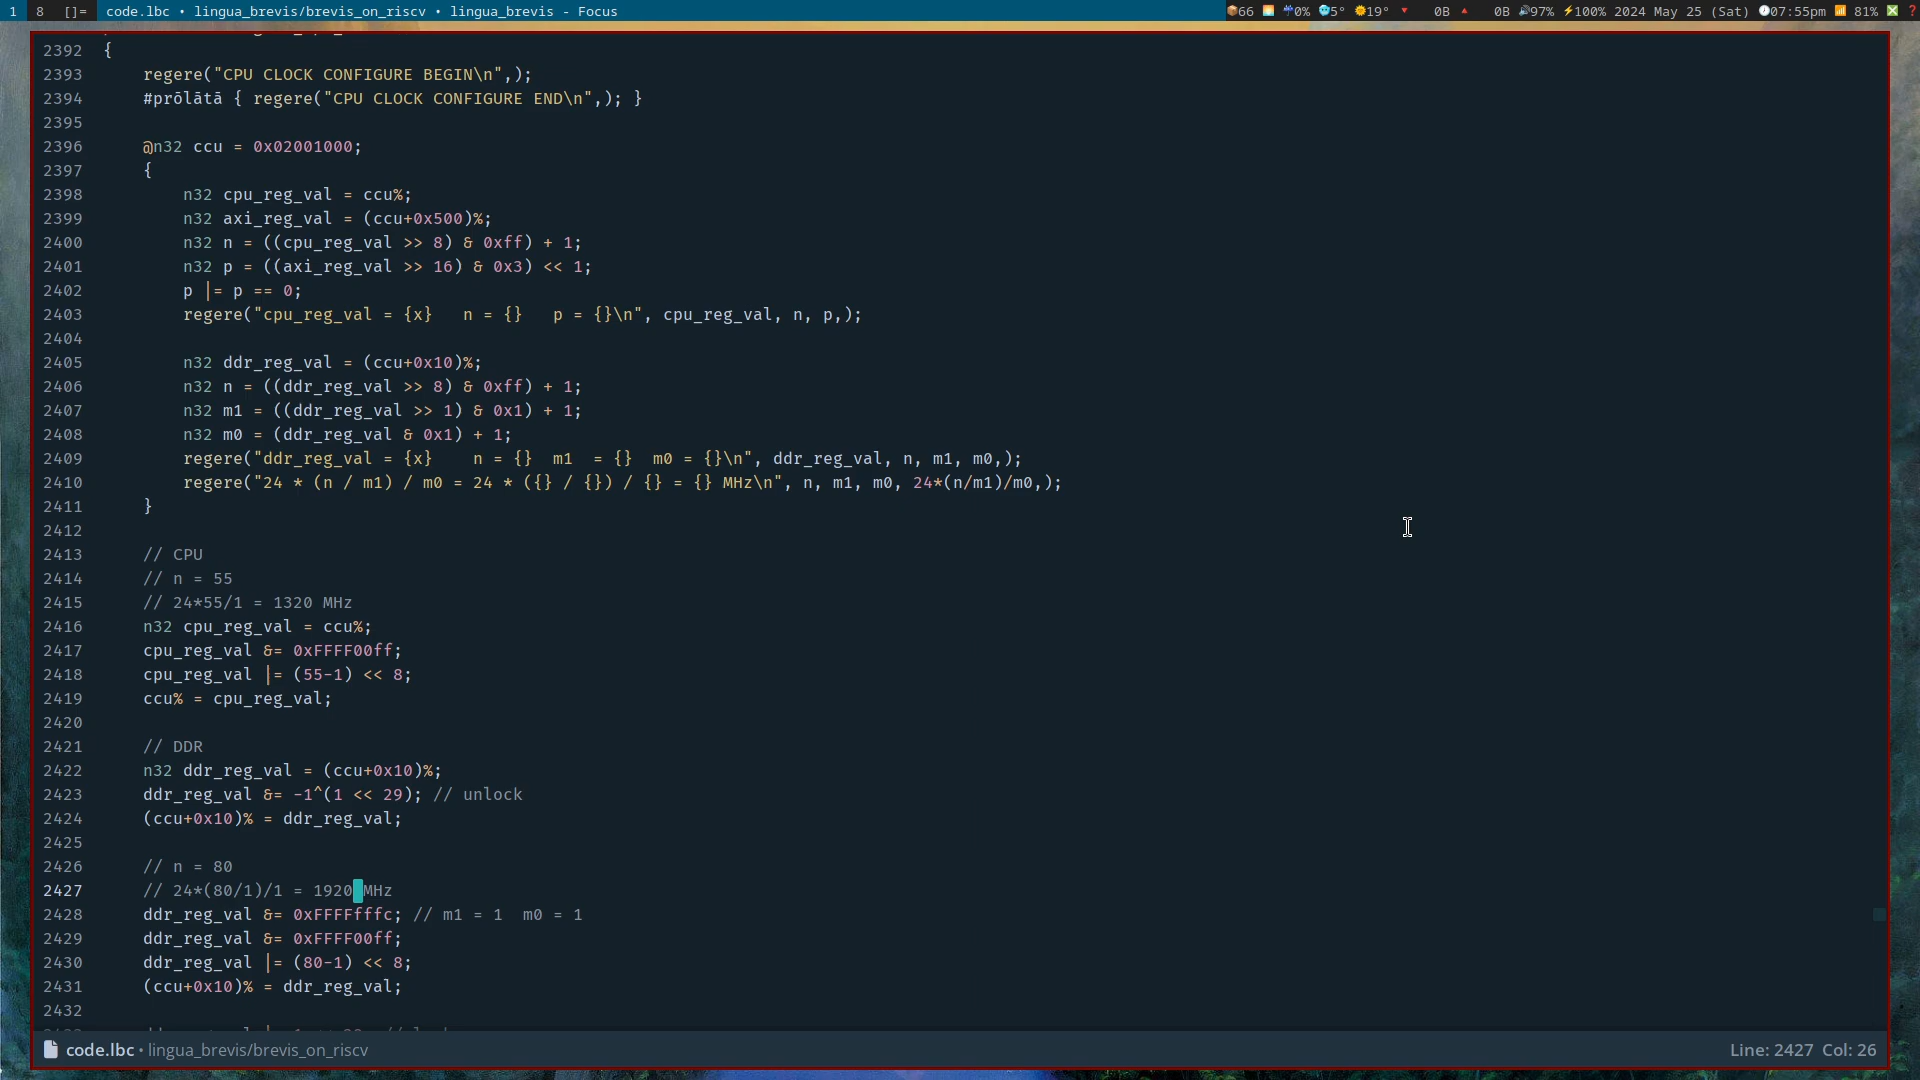 1 8 []= code.lbc • lingua_brevis/brevis_on_riscv • lingua_brevis - Focus 66 0% 5° 19° 0B 0B 97% 100% 2024 May 25 (Sat) 07:55pm 81% ?
2392 {
2393 regere("CPU CLOCK CONFIGURE BEGIN\n",);
2394 #prōlātā { regere("CPU CLOCK CONFIGURE END\n",); }
2395
2396 @n32 ccu = 0x02001000;
2397 {
2398 n32 cpu_reg_val = ccu%;
2399 n32 axi_reg_val = (ccu+0x500)%;
2400 n32 n = ((cpu_reg_val >> 8) & 0xff) + 1;
2401 n32 p = ((axi_reg_val >> 16) & 0x3) << 1;
2402 p |= p == 0;
2403 regere("cpu_reg_val = {x}   n = {}   p = {}\n", cpu_reg_val, n, p,);
2404
2405 n32 ddr_reg_val = (ccu+0x10)%;
2406 n32 n = ((ddr_reg_val >> 8) & 0xff) + 1;
2407 n32 m1 = ((ddr_reg_val >> 1) & 0x1) + 1;
2408 n32 m0 = (ddr_reg_val & 0x1) + 1;
2409 regere("ddr_reg_val = {x}    n = {}  m1  = {}  m0 = {}\n", ddr_reg_val, n, m1, m0,);
2410 regere("24 * (n / m1) / m0 = 24 * ({} / {}) / {} = {} MHz\n", n, m1, m0, 24*(n/m1)/m0,);
2411 }
2412
2413 // CPU
2414 // n = 55
2415 // 24*55/1 = 1320 MHz
2416 n32 cpu_reg_val = ccu%;
2417 cpu_reg_val &= 0xFFFF00ff;
2418 cpu_reg_val |= (55-1) << 8;
2419 ccu% = cpu_reg_val;
2420
2421 // DDR
2422 n32 ddr_reg_val = (ccu+0x10)%;
2423 ddr_reg_val &= -1^(1 << 29); // unlock
2424 (ccu+0x10)% = ddr_reg_val;
2425
2426 // n = 80
2427 // 24*(80/1)/1 = 1920 MHz
2428 ddr_reg_val &= 0xFFFFfffc; // m1 = 1  m0 = 1
2429 ddr_reg_val &= 0xFFFF00ff;
2430 ddr_reg_val |= (80-1) << 8;
2431 (ccu+0x10)% = ddr_reg_val;
2432
code.lbc • lingua_brevis/brevis_on_riscv Line: 2427 Col: 26